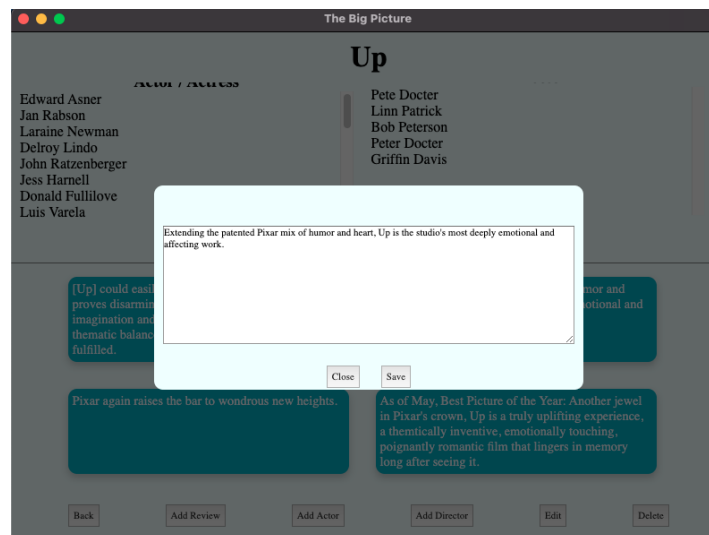 The Big Picture
Up
Actor / Actress
Edward Asner
Jan Rabson
Laraine Newman
Delroy Lindo
John Ratzenberger
Jess Harnell
Donald Fullilove
Luis Varela
Pete Docter
Linn Patrick
Bob Peterson
Peter Docter
Griffin Davis
Extending the patented Pixar mix of humor and heart, Up is the studio's most deeply emotional and
affecting work.
Close
Save
[Up] could easil
proves disarmin
imagination and
thematic balanc
fulfilled.
mor and
otional and
Pixar again raises the bar to wondrous new heights.
As of May, Best Picture of the Year: Another jewel
in Pixar's crown, Up is a truly uplifting experience,
a themtically inventive, emotionally touching,
poignantly romantic film that lingers in memory
long after seeing it.
Back
Add Review
Add Actor
Add Director
Edit
Delete